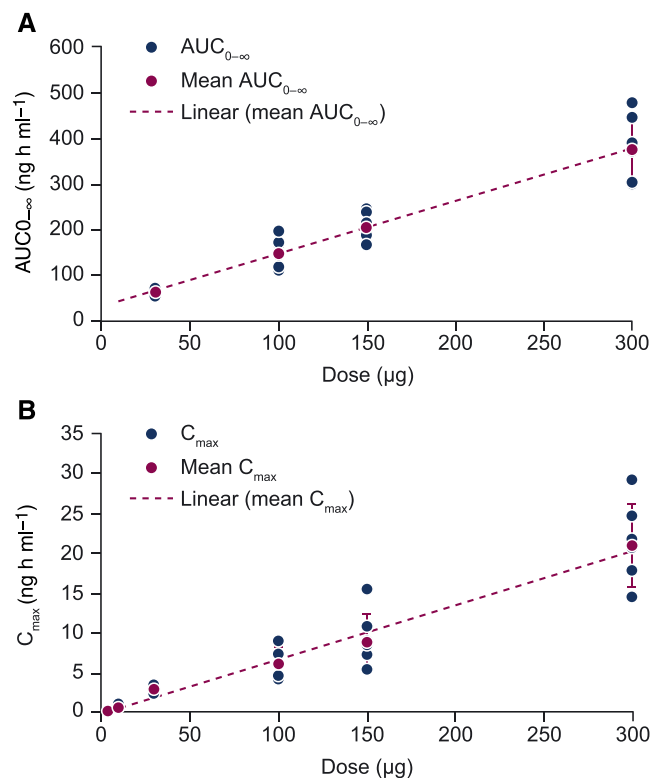 A
600
500
400
300
200
100
0
AUC0–∞ (ng h ml−1)
AUC0–∞
Mean AUC0–∞
Linear (mean AUC0–∞)
0 50 100 150 200 250 300
Dose (µg)
B
35
30
25
20
15
10
5
0
Cmax (ng h ml−1)
Cmax
Mean Cmax
Linear (mean Cmax)
0 50 100 150 200 250 300
Dose (µg)